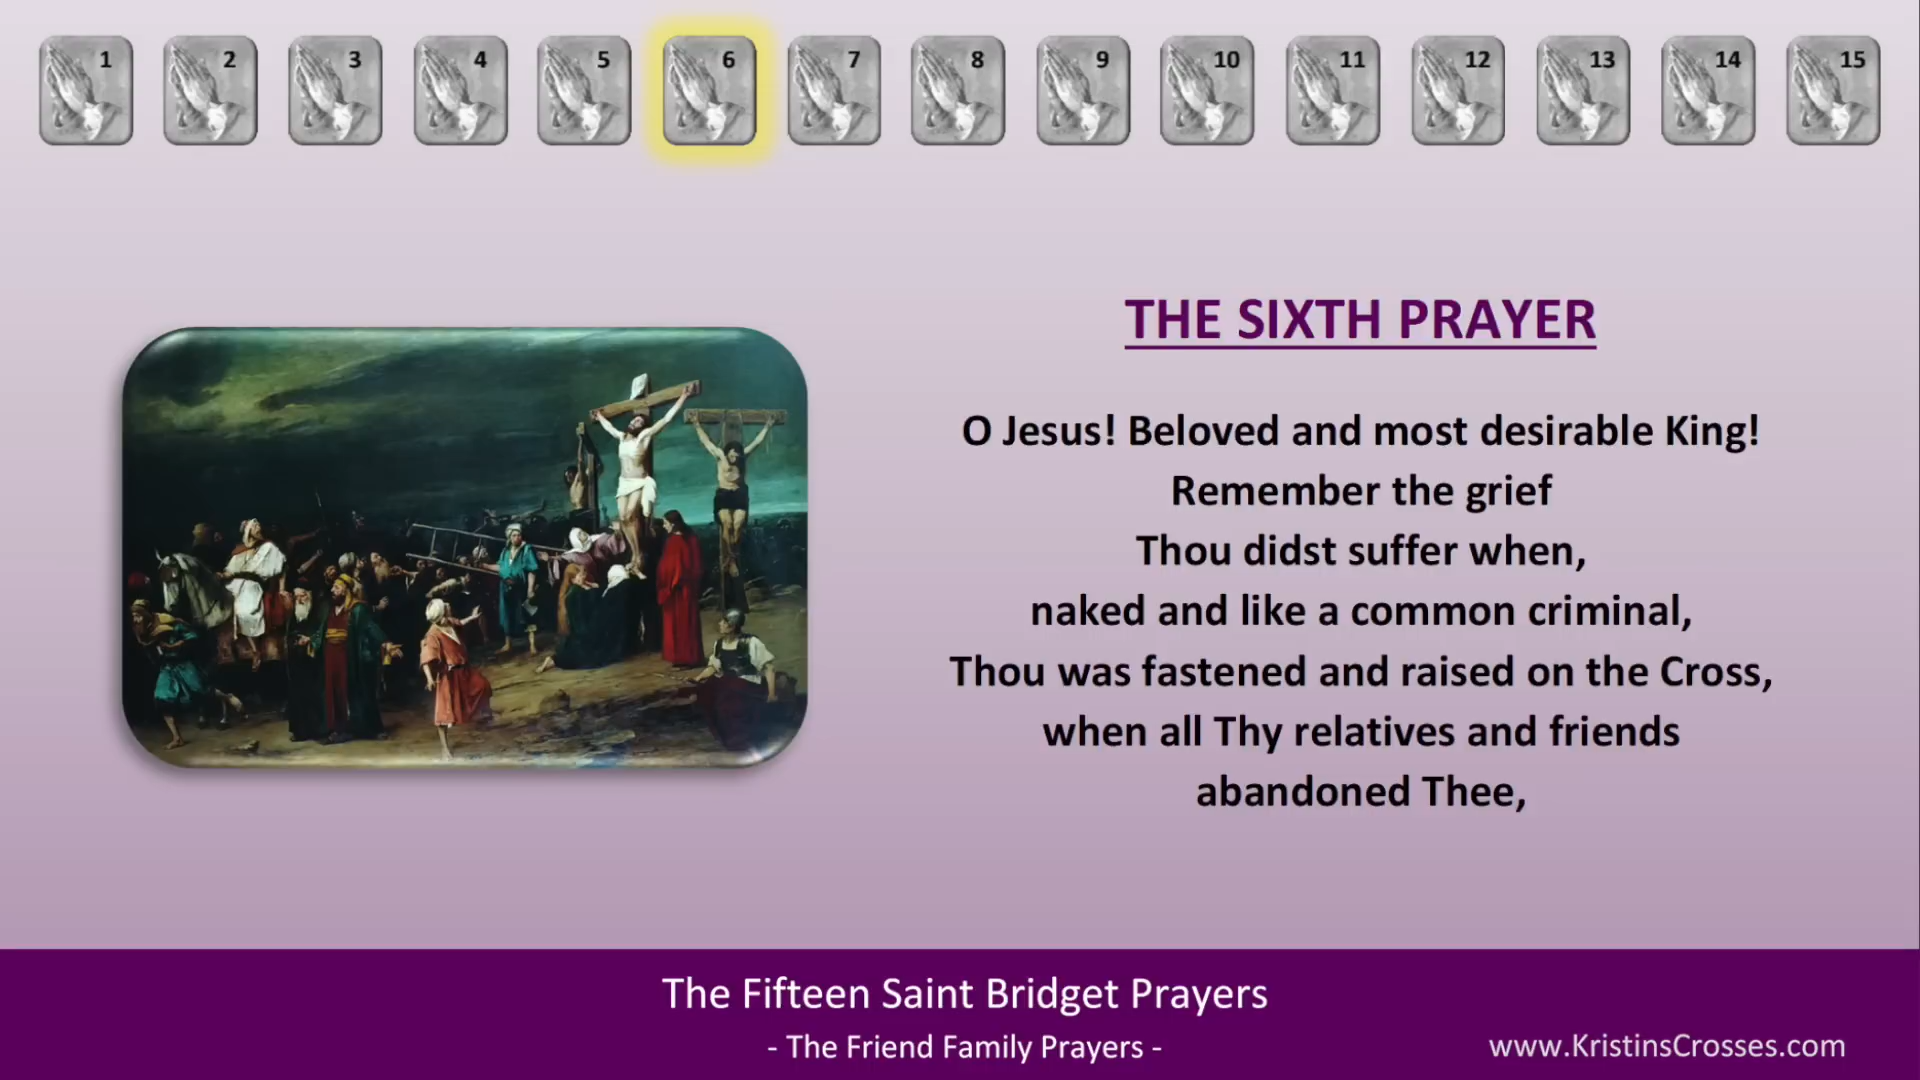 1 2 3 4 5 6 7 8 9 10 11 12 13 14 15
THE SIXTH PRAYER
O Jesus! Beloved and most desirable King!
Remember the grief
Thou didst suffer when,
naked and like a common criminal,
Thou was fastened and raised on the Cross,
when all Thy relatives and friends
abandoned Thee,
The Fifteen Saint Bridget Prayers
- The Friend Family Prayers -
www.KristinsCrosses.com